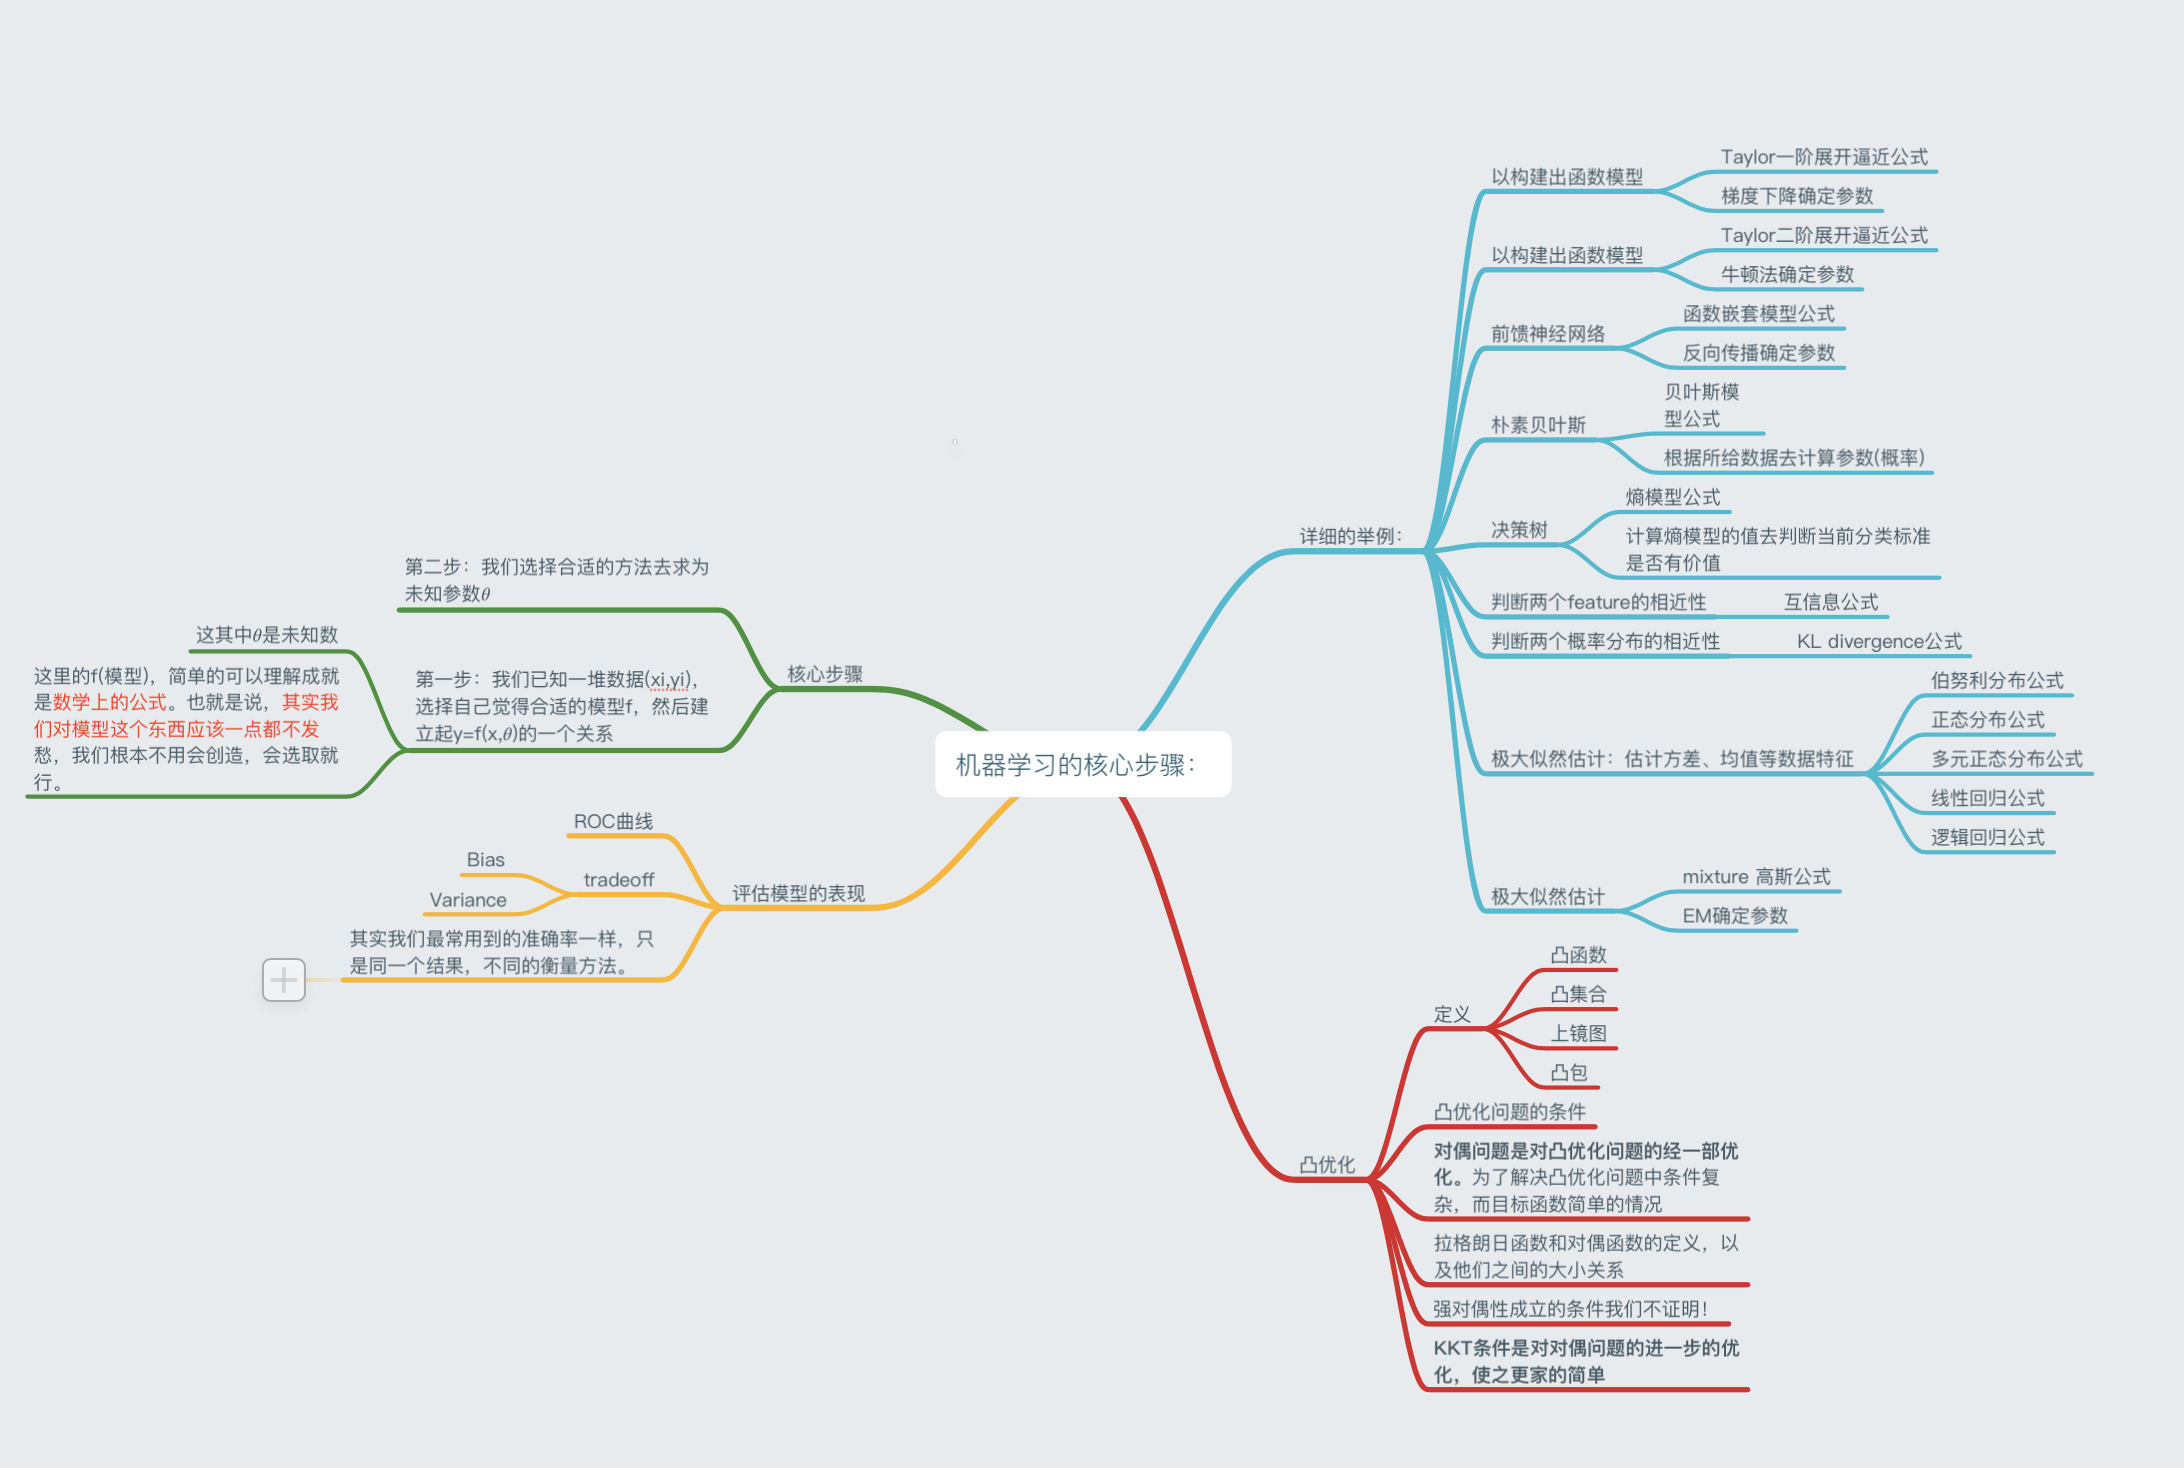 机器学习的核心步骤：
核心步骤
第二步：我们选择合适的方法去求为
未知参数θ
第一步：我们已知一堆数据(xi,yi)，
选择自己觉得合适的模型f，然后建
立起y=f(x,θ)的一个关系
这其中θ是未知数
这里的f(模型)，简单的可以理解成就
是数学上的公式。也就是说，其实我
们对模型这个东西应该一点都不发
愁，我们根本不用会创造，会选取就
行。
评估模型的表现
ROC曲线
tradeoff
Bias
Variance
其实我们最常用到的准确率一样，只
是同一个结果，不同的衡量方法。
详细的举例：
以构建出函数模型
Taylor一阶展开逼近公式
梯度下降确定参数
以构建出函数模型
Taylor二阶展开逼近公式
牛顿法确定参数
前馈神经网络
函数嵌套模型公式
反向传播确定参数
朴素贝叶斯
贝叶斯模
型公式
根据所给数据去计算参数(概率)
决策树
熵模型公式
计算熵模型的值去判断当前分类标准
是否有价值
判断两个feature的相近性
互信息公式
判断两个概率分布的相近性
KL divergence公式
极大似然估计：估计方差、均值等数据特征
伯努利分布公式
正态分布公式
多元正态分布公式
线性回归公式
逻辑回归公式
极大似然估计
mixture 高斯公式
EM确定参数
凸优化
定义
凸函数
凸集合
上镜图
凸包
凸优化问题的条件
对偶问题是对凸优化问题的经一部优
化。为了解决凸优化问题中条件复
杂，而目标函数简单的情况
拉格朗日函数和对偶函数的定义，以
及他们之间的大小关系
强对偶性成立的条件我们不证明！
KKT条件是对对偶问题的进一步的优
化，使之更家的简单